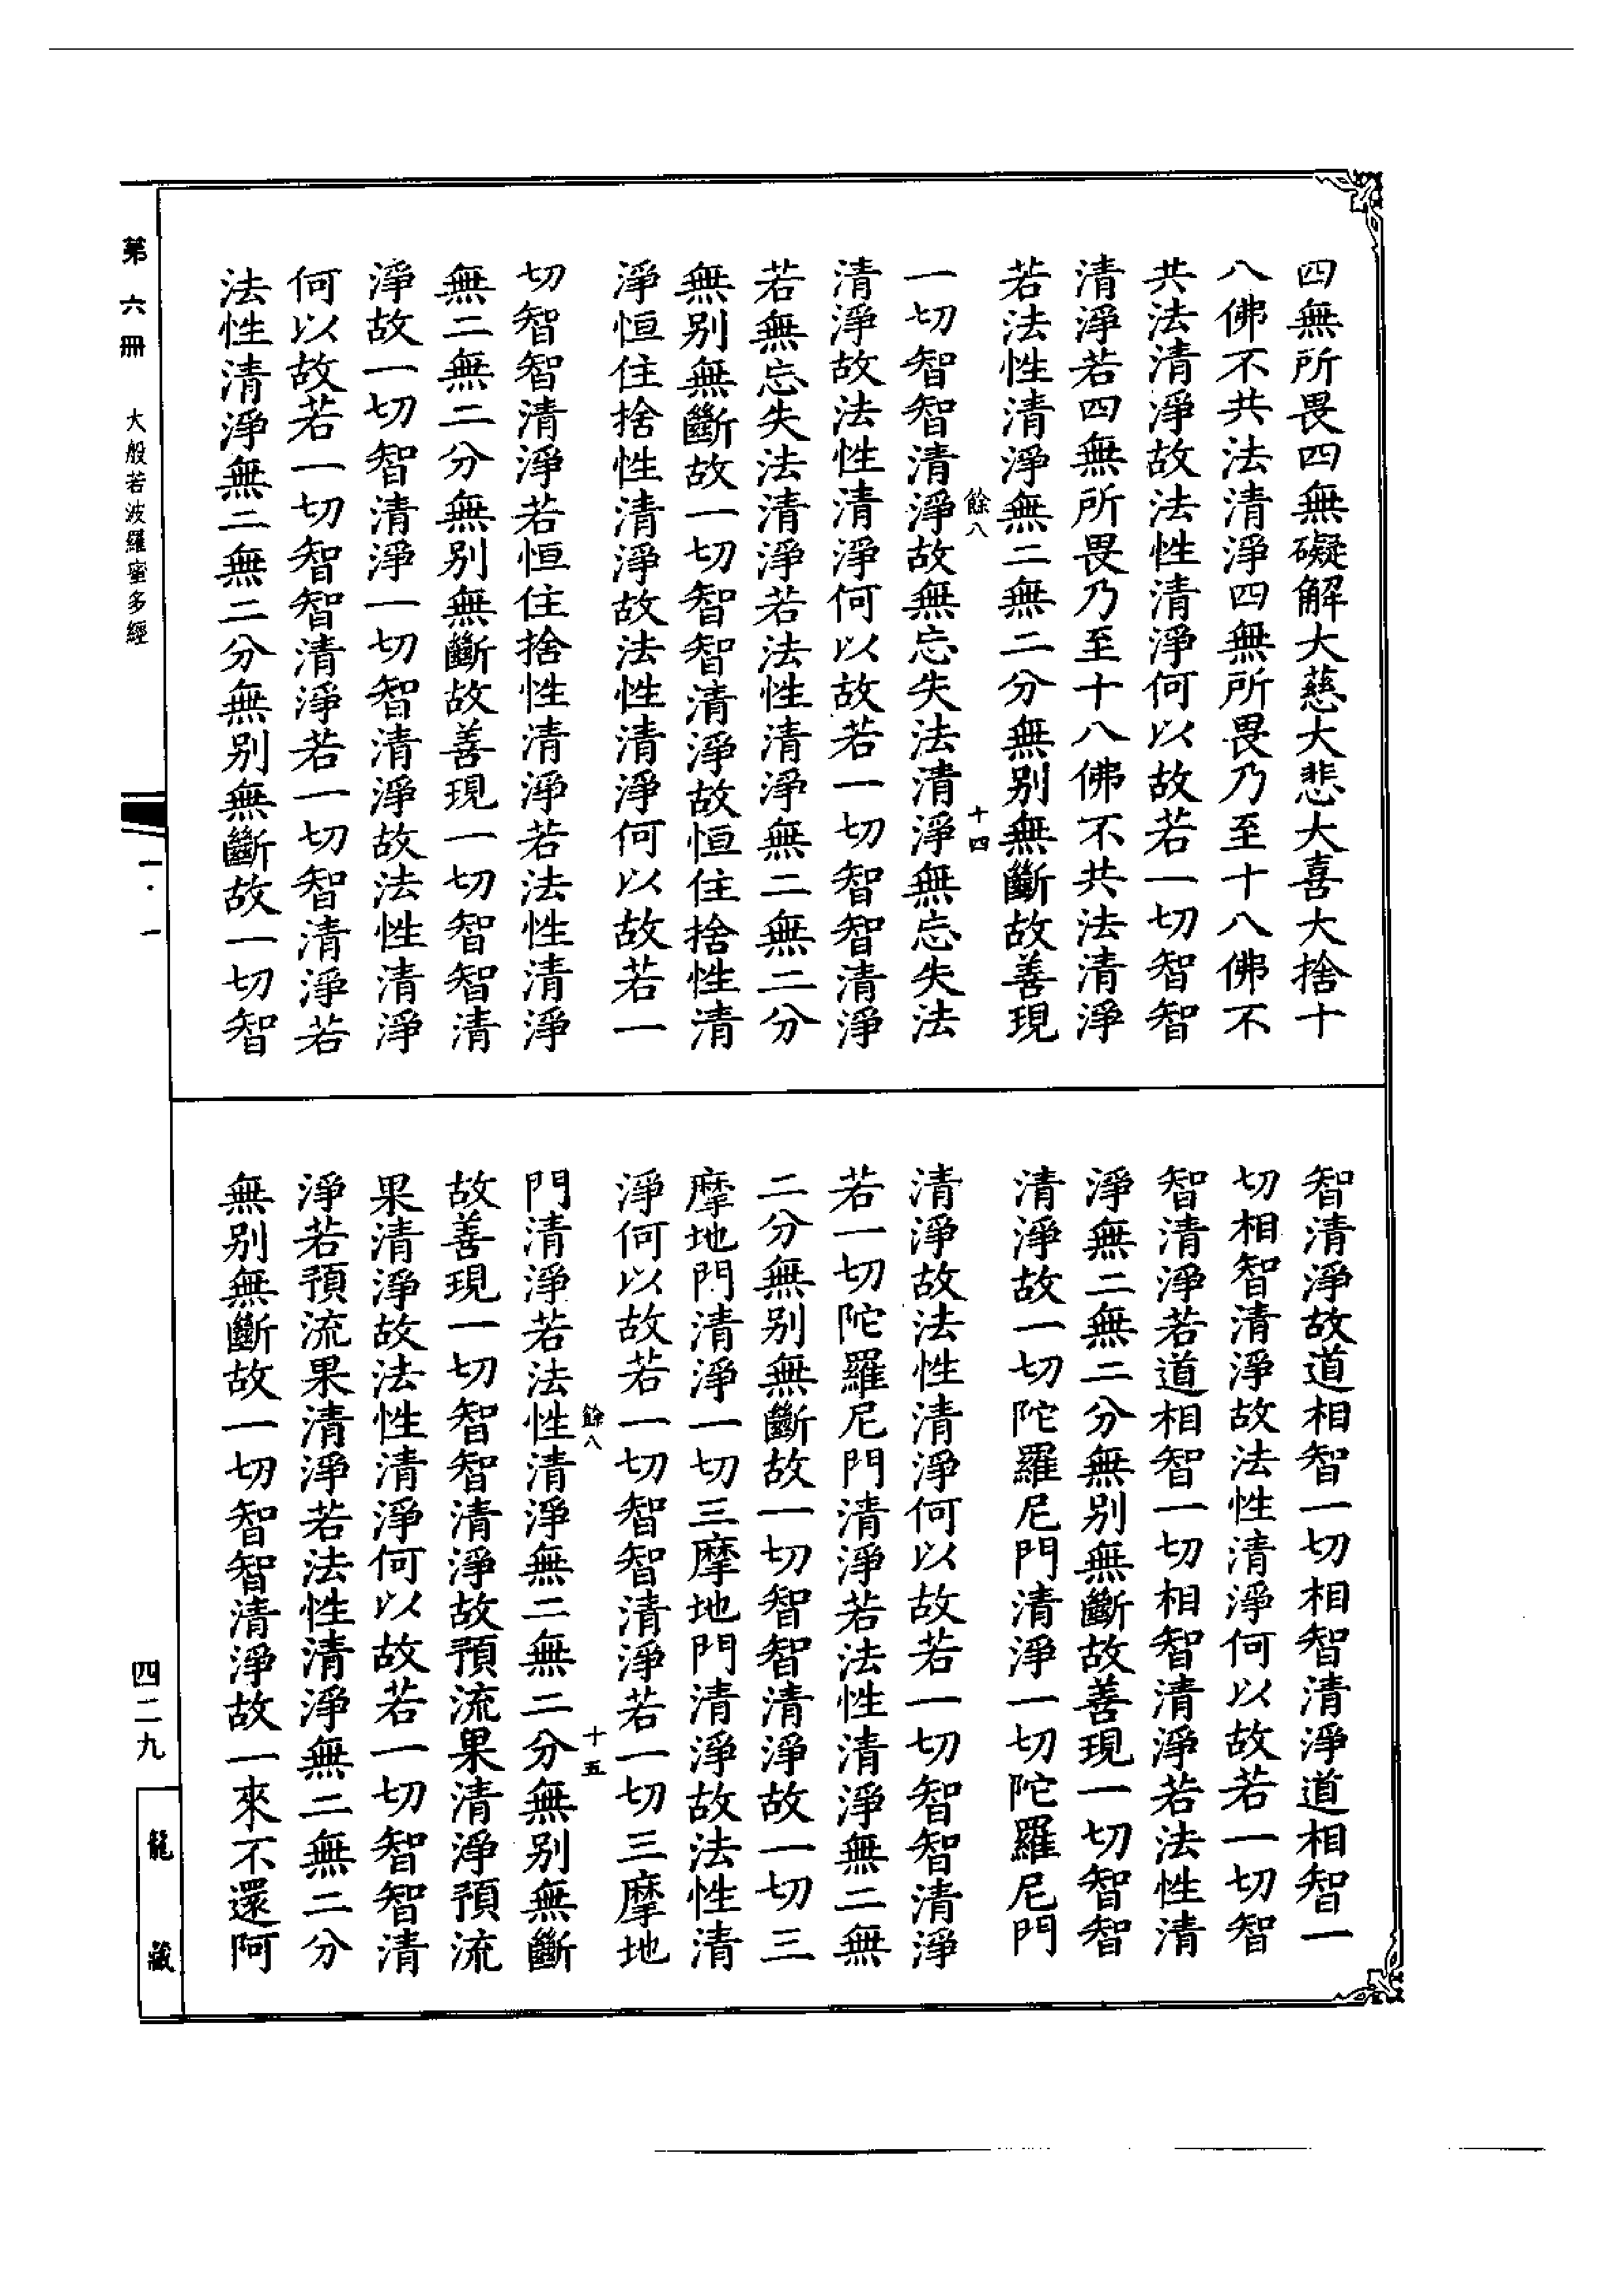 四無所畏四無礙解大慈大悲大喜大捨十
八佛不共法清淨四無所畏乃至十八佛不
共法清淨故法性清淨何以故若一切智智
清淨若四無所畏乃至十八佛不共法清淨
若法性清淨無二無二分無別無斷故善現
餘八
十四
一切智智清淨故無忘失法清淨無忘失法
清淨故法性清淨何以故若一切智智清淨
若無忘失法清淨若法性清淨無二無二分
無別無斷故一切智智清淨故恒住捨性清
淨恒住捨性清淨故法性清淨何以故若一
切智智清淨若恒住捨性清淨若法性清淨
無二無二分無別無斷故善現一切智智清
淨故一切智清淨一切智清淨故法性清淨
何以故若一切智智清淨若一切智清淨若
法性清淨無二無二分無別無斷故一切智
智清淨故道相智一切相智清淨道相智一
切相智清淨故法性清淨何以故若一切智
智清淨若道相智一切相智清淨若法性清
淨無二無二分無別無斷故善現一切智智
清淨故一切陀羅尼門清淨一切陀羅尼門
清淨故法性清淨何以故若一切智智清淨
若一切陀羅尼門清淨若法性清淨無二無
二分無別無斷故一切智智清淨故一切三
摩地門清淨一切三摩地門清淨故法性清
淨何以故若一切智智清淨若一切三摩地
餘八
十五
門清淨若法性清淨無二無二分無別無斷
故善現一切智智清淨故預流果清淨預流
果清淨故法性清淨何以故若一切智智清
淨若預流果清淨若法性清淨無二無二分
無別無斷故一切智智清淨故一來不還阿
第六冊
大般若波羅蜜多經
一·一
四二九
龍藏